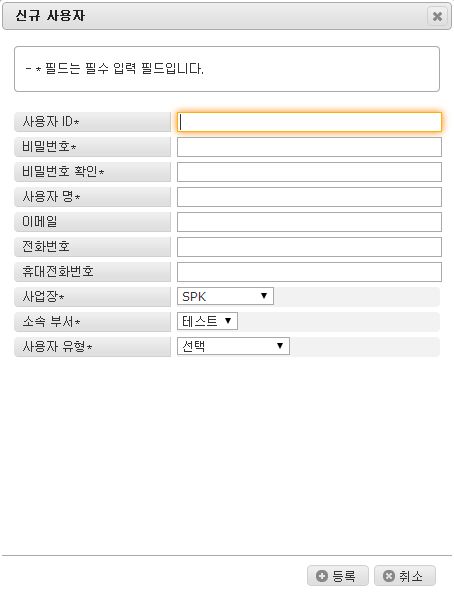 신규 사용자
- * 필드는 필수 입력 필드입니다.
사용자 ID*
비밀번호*
비밀번호 확인*
사용자 명*
이메일
전화번호
휴대전화번호
사업장* SPK
소속 부서* 테스트
사용자 유형* 선택
등록 취소